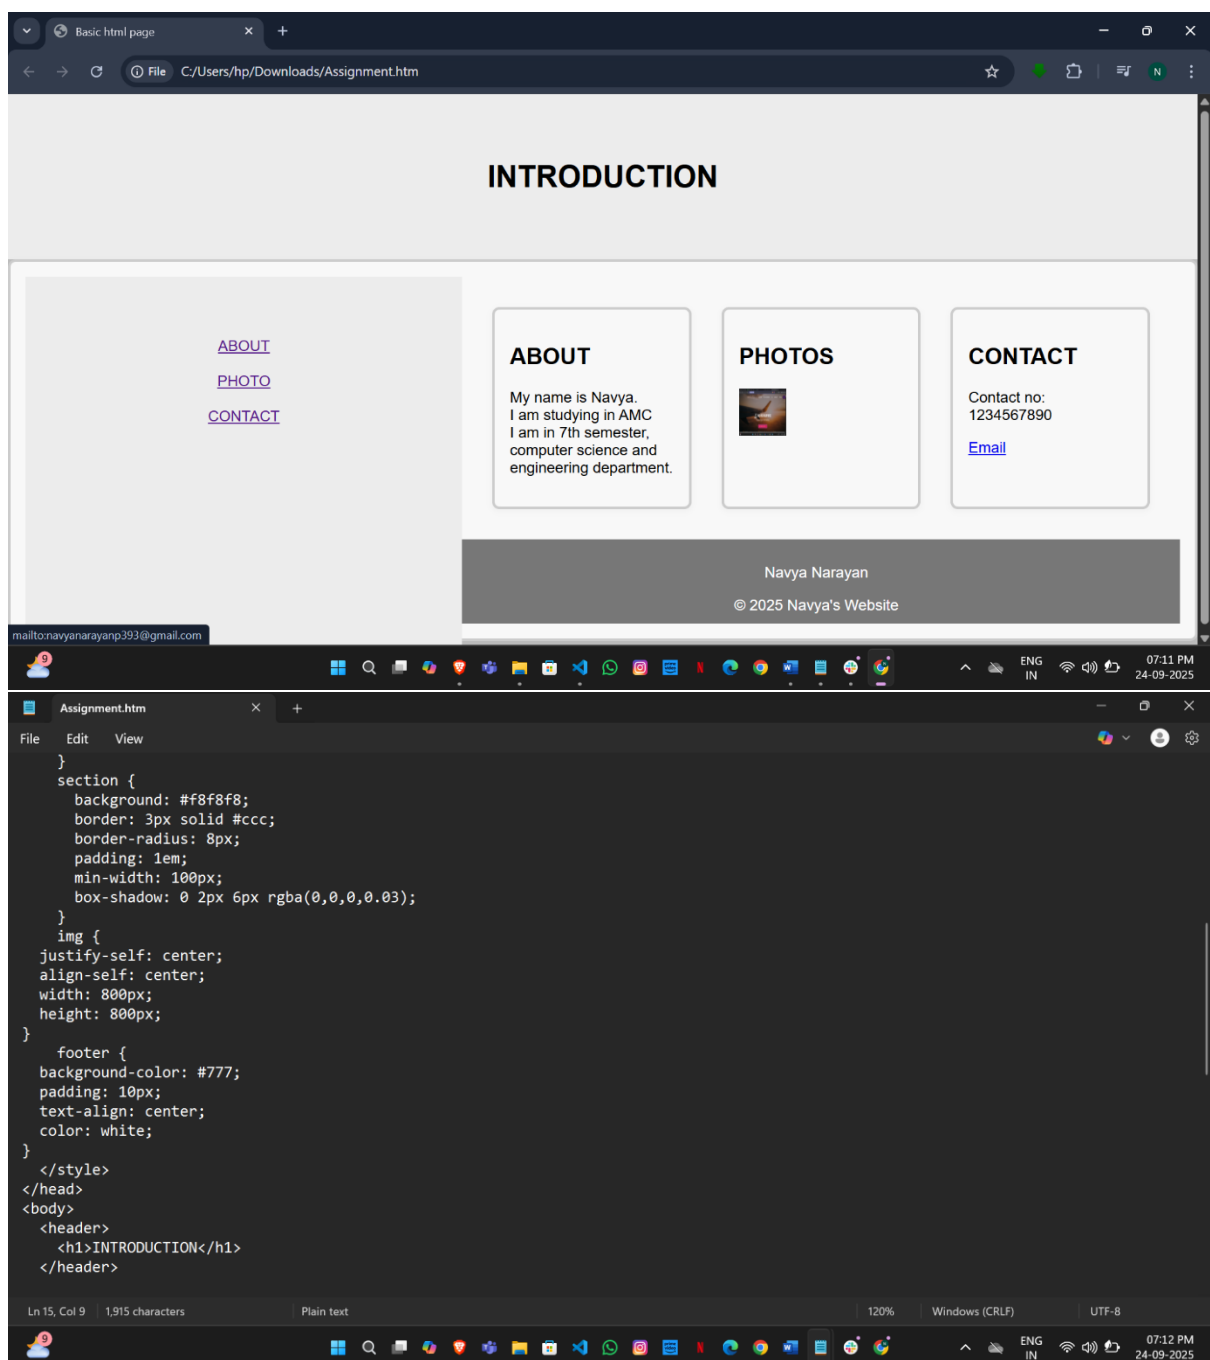 Basic html page
File
C:/Users/hp/Downloads/Assignment.htm
N
INTRODUCTION
ABOUT
PHOTO
CONTACT
ABOUT
My name is Navya.
I am studying in AMC
I am in 7th semester,
computer science and
engineering department.
PHOTOS
CONTACT
Contact no:
1234567890
Email
Navya Narayan
© 2025 Navya's Website
mailto:navyanarayanp393@gmail.com
9
ENG
IN
07:11 PM
24-09-2025
Assignment.htm
File Edit View
}
section {
background: #f8f8f8;
border: 3px solid #ccc;
border-radius: 8px;
padding: 1em;
min-width: 100px;
box-shadow: 0 2px 6px rgba(0,0,0,0.03);
}
img {
justify-self: center;
align-self: center;
width: 800px;
height: 800px;
}
footer {
background-color: #777;
padding: 10px;
text-align: center;
color: white;
}
</style>
</head>
<body>
<header>
<h1>INTRODUCTION</h1>
</header>
Ln 15, Col 9 1,915 characters Plain text 120% Windows (CRLF) UTF-8
9
ENG
IN
07:12 PM
24-09-2025